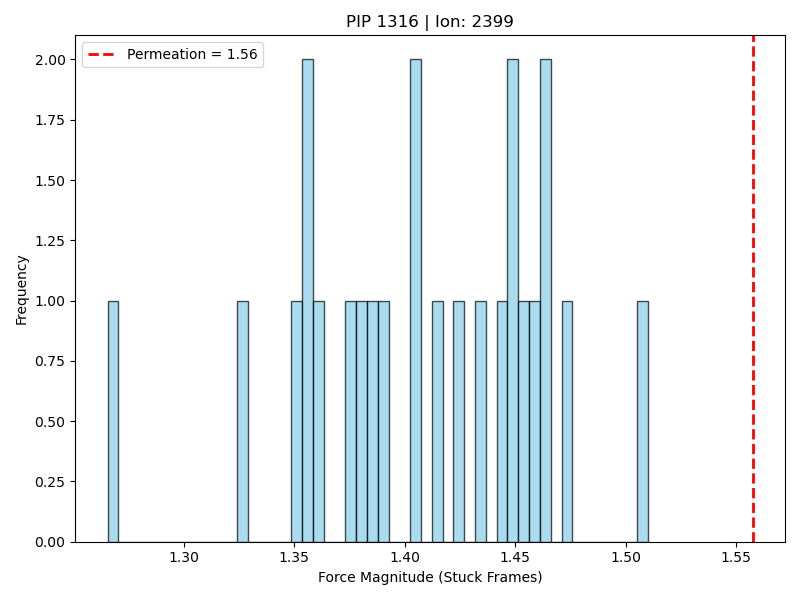 PIP 1316 | Ion: 2399
Permeation = 1.56
Frequency
2.00
1.75
1.50
1.25
1.00
0.75
0.50
0.25
0.00
1.30 1.35 1.40 1.45 1.50 1.55
Force Magnitude (Stuck Frames)